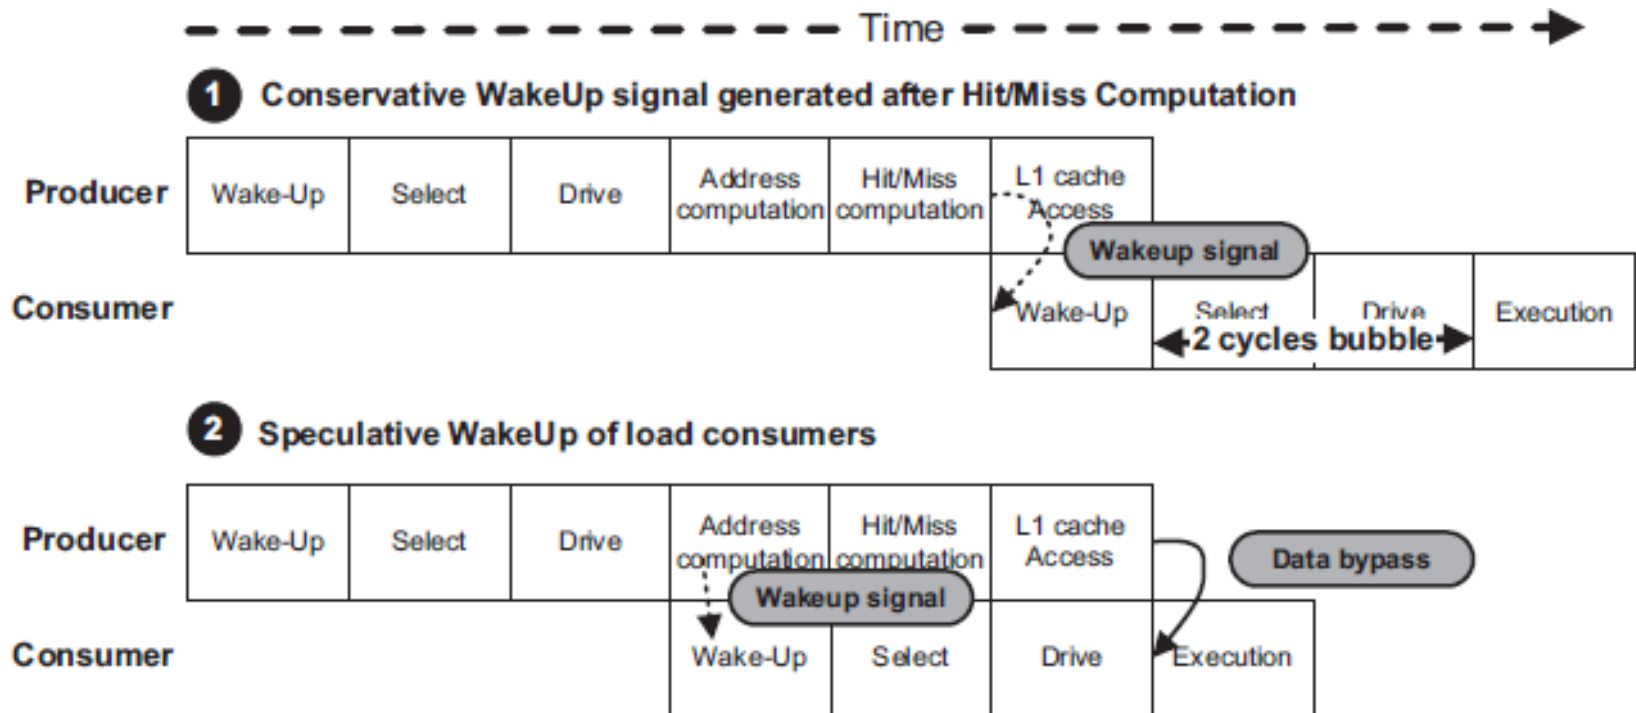 Time
1 Conservative WakeUp signal generated after Hit/Miss Computation
Producer
Wake-Up
Select
Drive
Address
computation
Hit/Miss
computation
L1 cache
Access
Wakeup signal
Consumer
Wake-Up
Select
Drive
Execution
2 cycles bubble
2 Speculative WakeUp of load consumers
Producer
Wake-Up
Select
Drive
Address
computation
Hit/Miss
computation
L1 cache
Access
Data bypass
Wakeup signal
Consumer
Wake-Up
Select
Drive
Execution